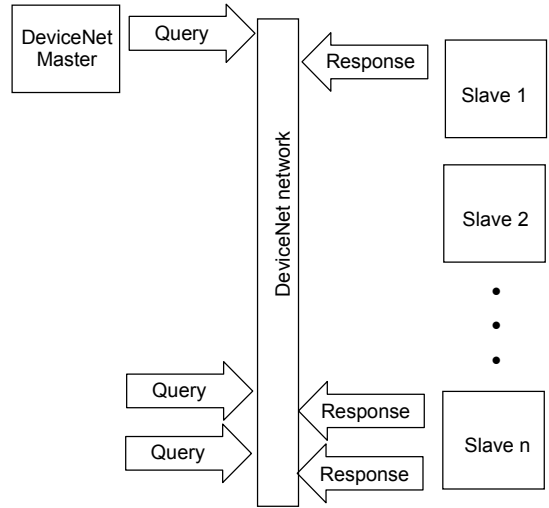 DeviceNet
Master
Query
Response
Slave 1
Slave 2
DeviceNet network
Query
Response
Slave n
Query
Response